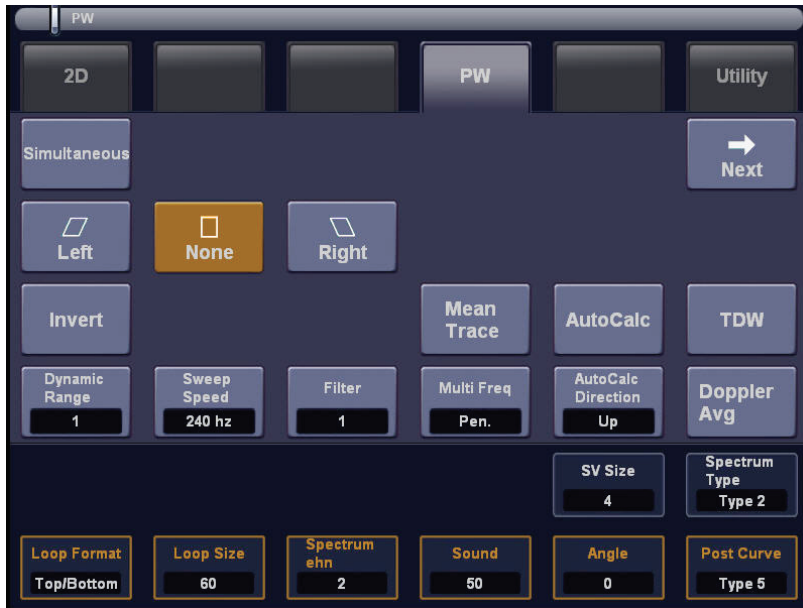 PW
2D
PW
Utility
Simultaneous
Next
Left
None
Right
Invert
Mean
Trace
AutoCalc
TDW
Dynamic
Range
1
Sweep
Speed
240 hz
Filter
1
Multi Freq
Pen.
AutoCalc
Direction
Up
Doppler
Avg
SV Size
4
Spectrum
Type
Type 2
Loop Format
Top/Bottom
Loop Size
60
Spectrum
ehn
2
Sound
50
Angle
0
Post Curve
Type 5